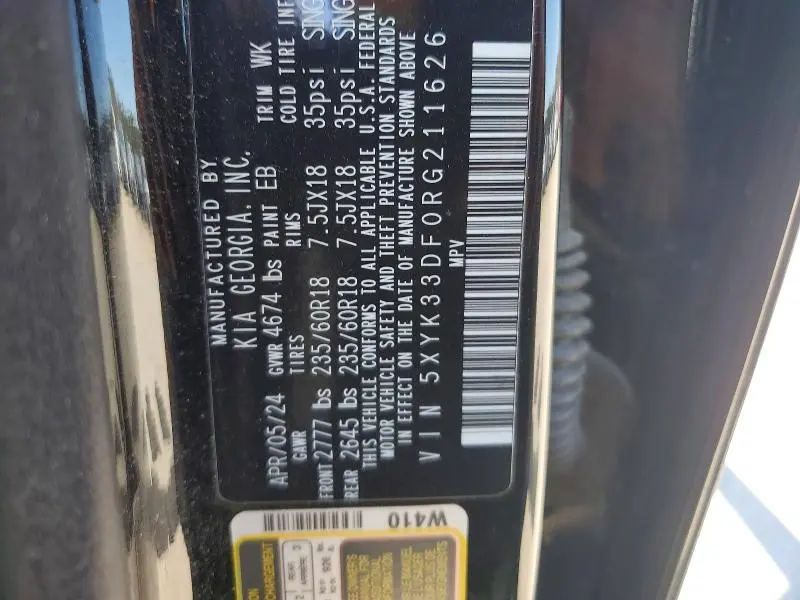 MANUFACTURED BY
KIA GEORGIA, INC.
APR/05/24 GVWR 4674 lbs PAINT EB TRIM WK
GAWR TIRES RIMS COLD TIRE INF
FRONT 2777 lbs 235/60R18 7.5JX18 35psi SING
REAR 2645 lbs 235/60R18 7.5JX18 35psi SING
THIS VEHICLE CONFORMS TO ALL APPLICABLE U.S.A. FEDERAL
MOTOR VEHICLE SAFETY AND THEFT PREVENTION STANDARDS
IN EFFECT ON THE DATE OF MANUFACTURE SHOWN ABOVE
VIN 5XYK33DF0RG211626
MPV
W410
REAR 3
ARRIÈRE